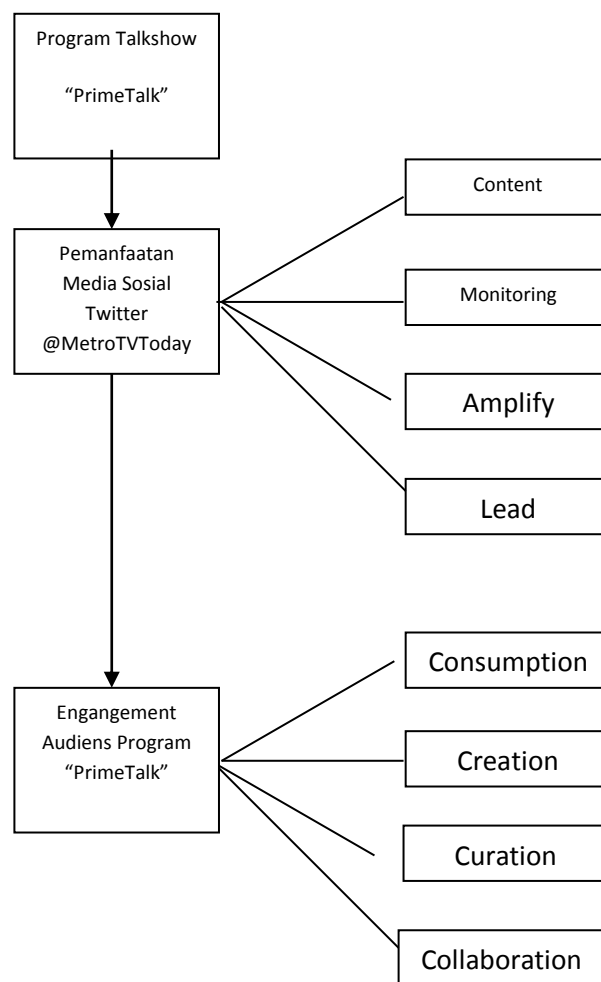 Program Talkshow
“PrimeTalk”
Pemanfaatan
Media Sosial
Twitter
@MetroTVToday
Content
Monitoring
Amplify
Lead
Engangement
Audiens Program
“PrimeTalk”
Consumption
Creation
Curation
Collaboration